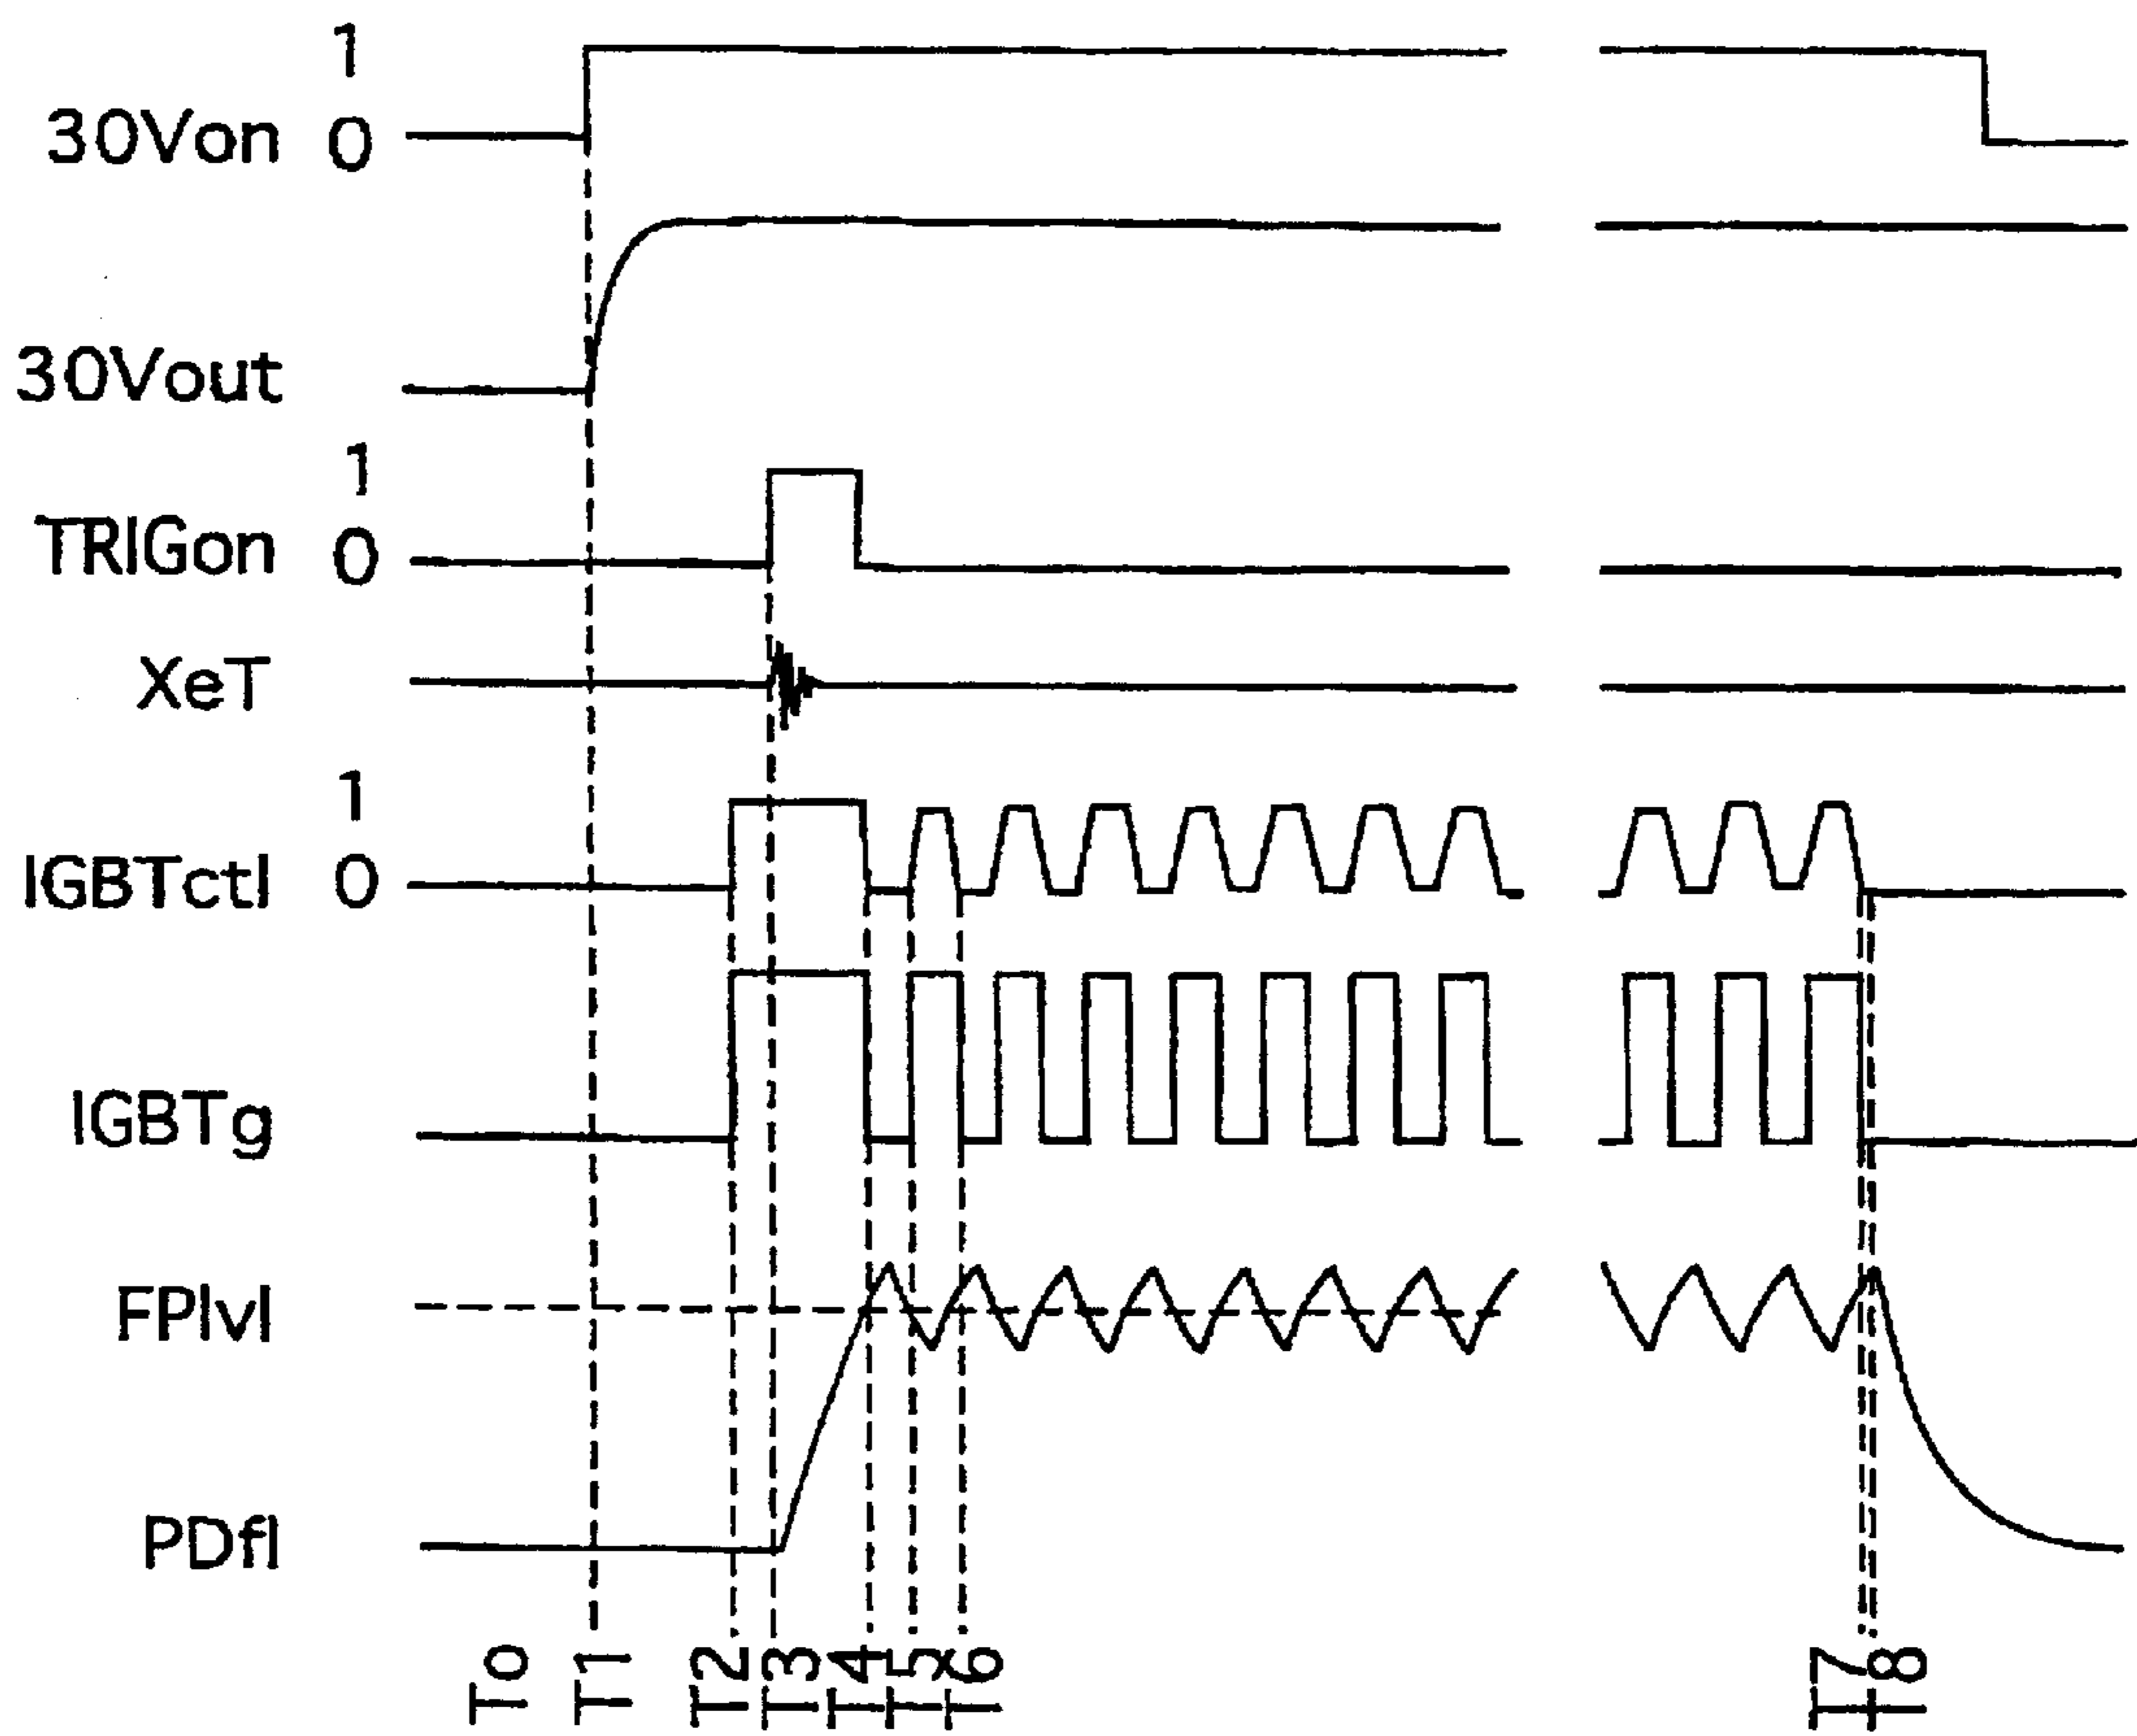 1
30Von 0
30Vout
1
TRIGon 0
XeT
1
IGBTctl 0
IGBTg
FPlvl
PDfl
To T1 T2 T3 T4 T5 T6 T7 T8